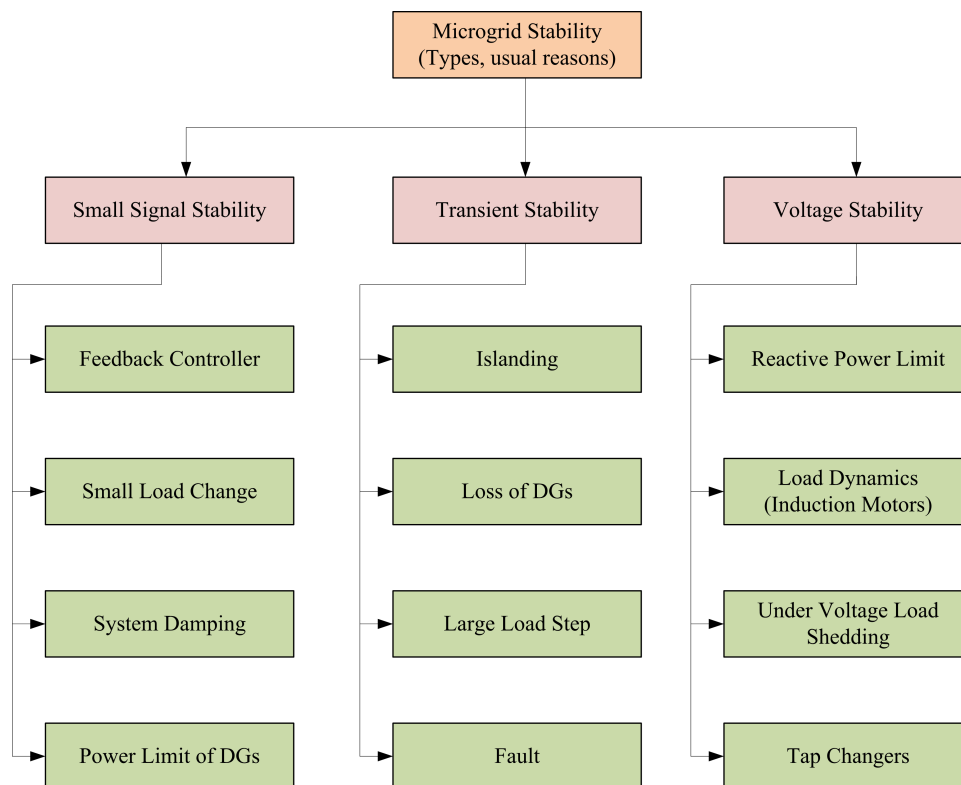 Microgrid Stability
(Types, usual reasons)
Small Signal Stability
Transient Stability
Voltage Stability
Feedback Controller
Islanding
Reactive Power Limit
Small Load Change
Loss of DGs
Load Dynamics
(Induction Motors)
System Damping
Large Load Step
Under Voltage Load
Shedding
Power Limit of DGs
Fault
Tap Changers